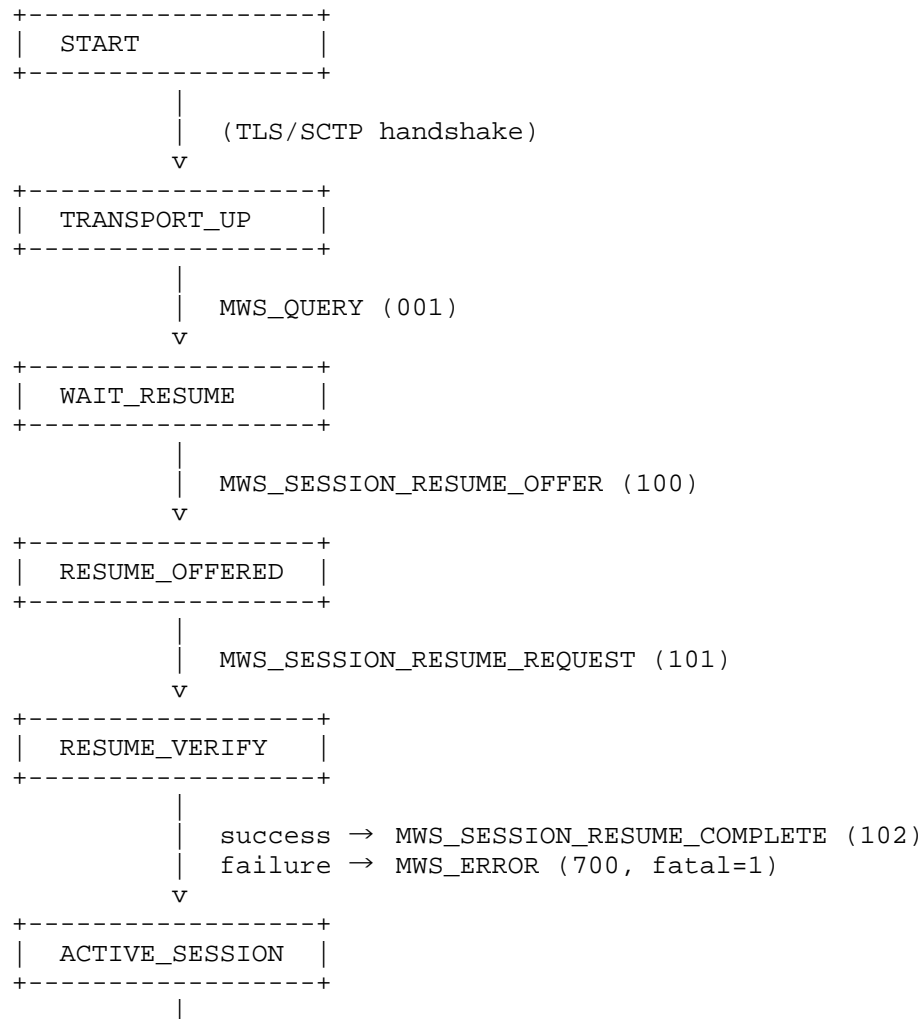 START
(TLS/SCTP handshake)
TRANSPORT_UP
MWS_QUERY (001)
WAIT_RESUME
MWS_SESSION_RESUME_OFFER (100)
RESUME_OFFERED
MWS_SESSION_RESUME_REQUEST (101)
RESUME_VERIFY
success → MWS_SESSION_RESUME_COMPLETE (102)
failure → MWS_ERROR (700, fatal=1)
ACTIVE_SESSION